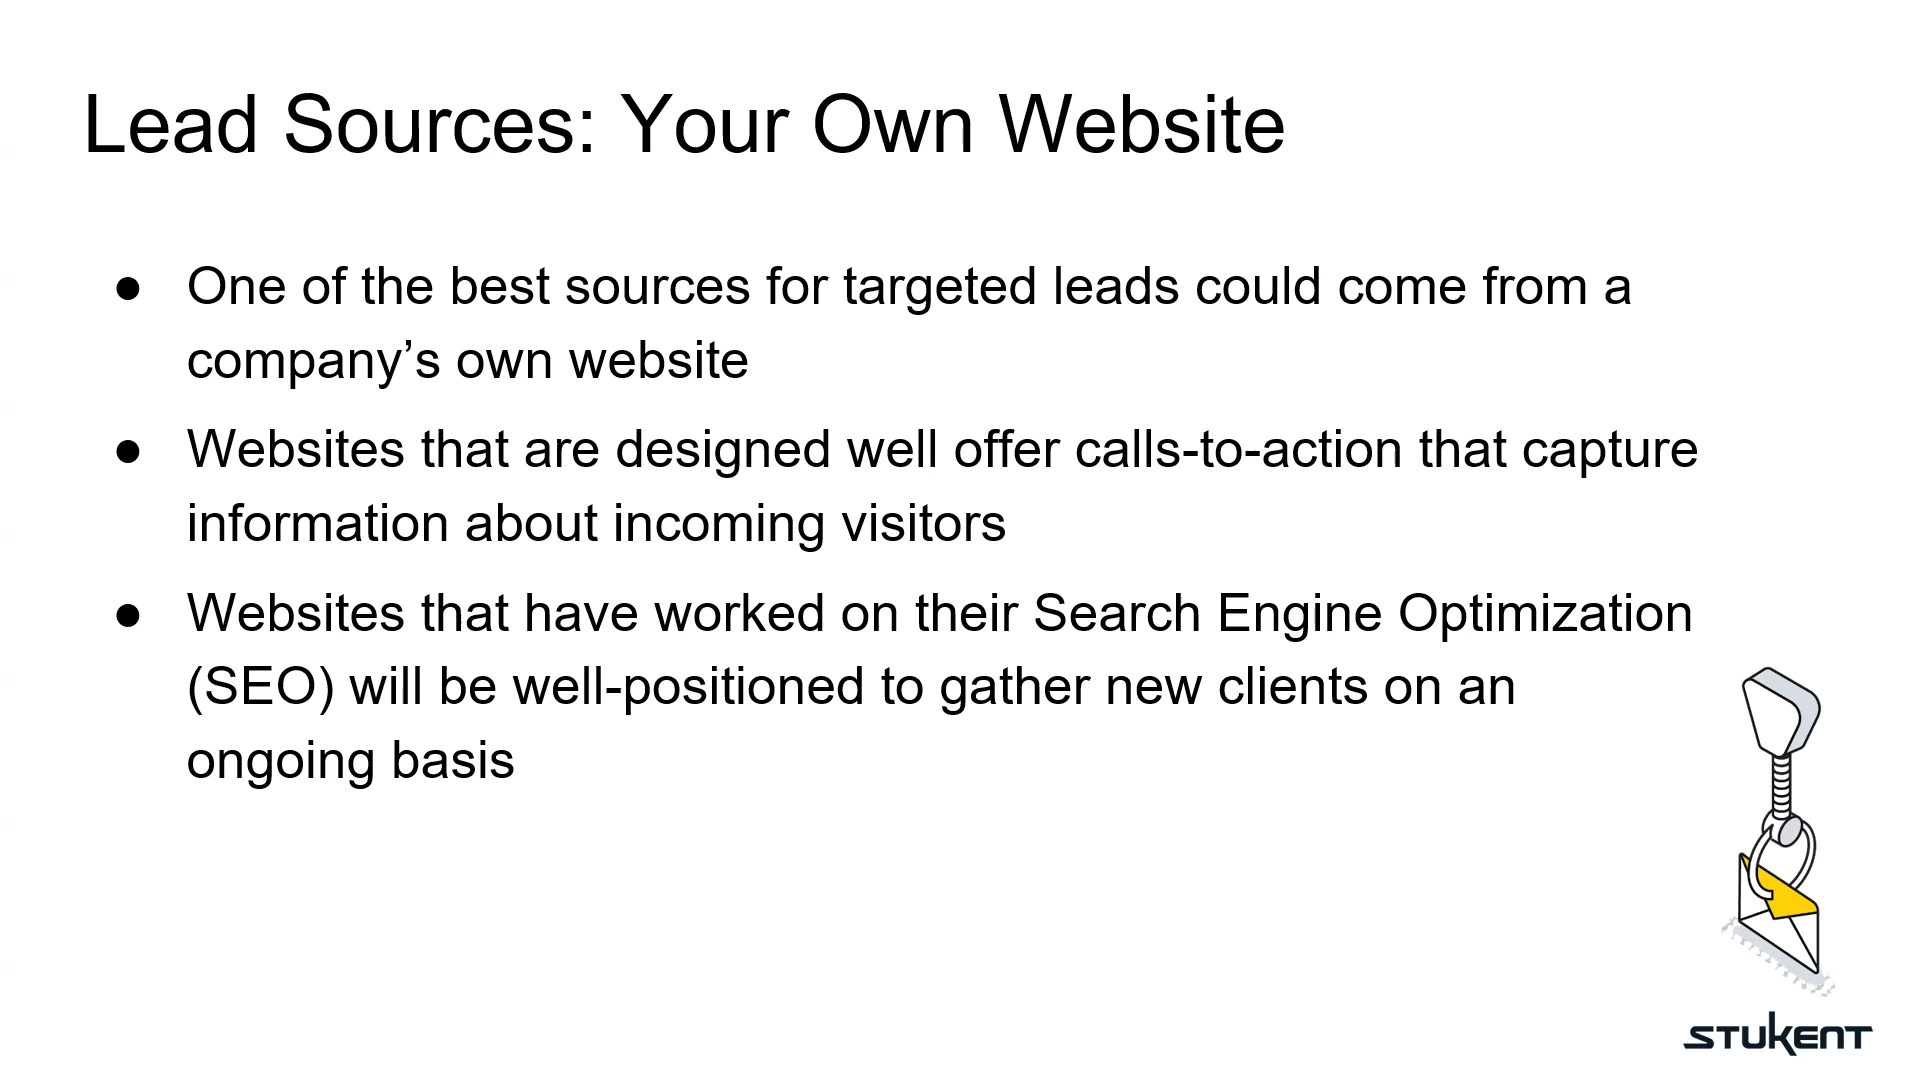 Lead Sources: Your Own Website
● One of the best sources for targeted leads could come from a
company’s own website
● Websites that are designed well offer calls-to-action that capture
information about incoming visitors
● Websites that have worked on their Search Engine Optimization
(SEO) will be well-positioned to gather new clients on an
ongoing basis
STUKENT